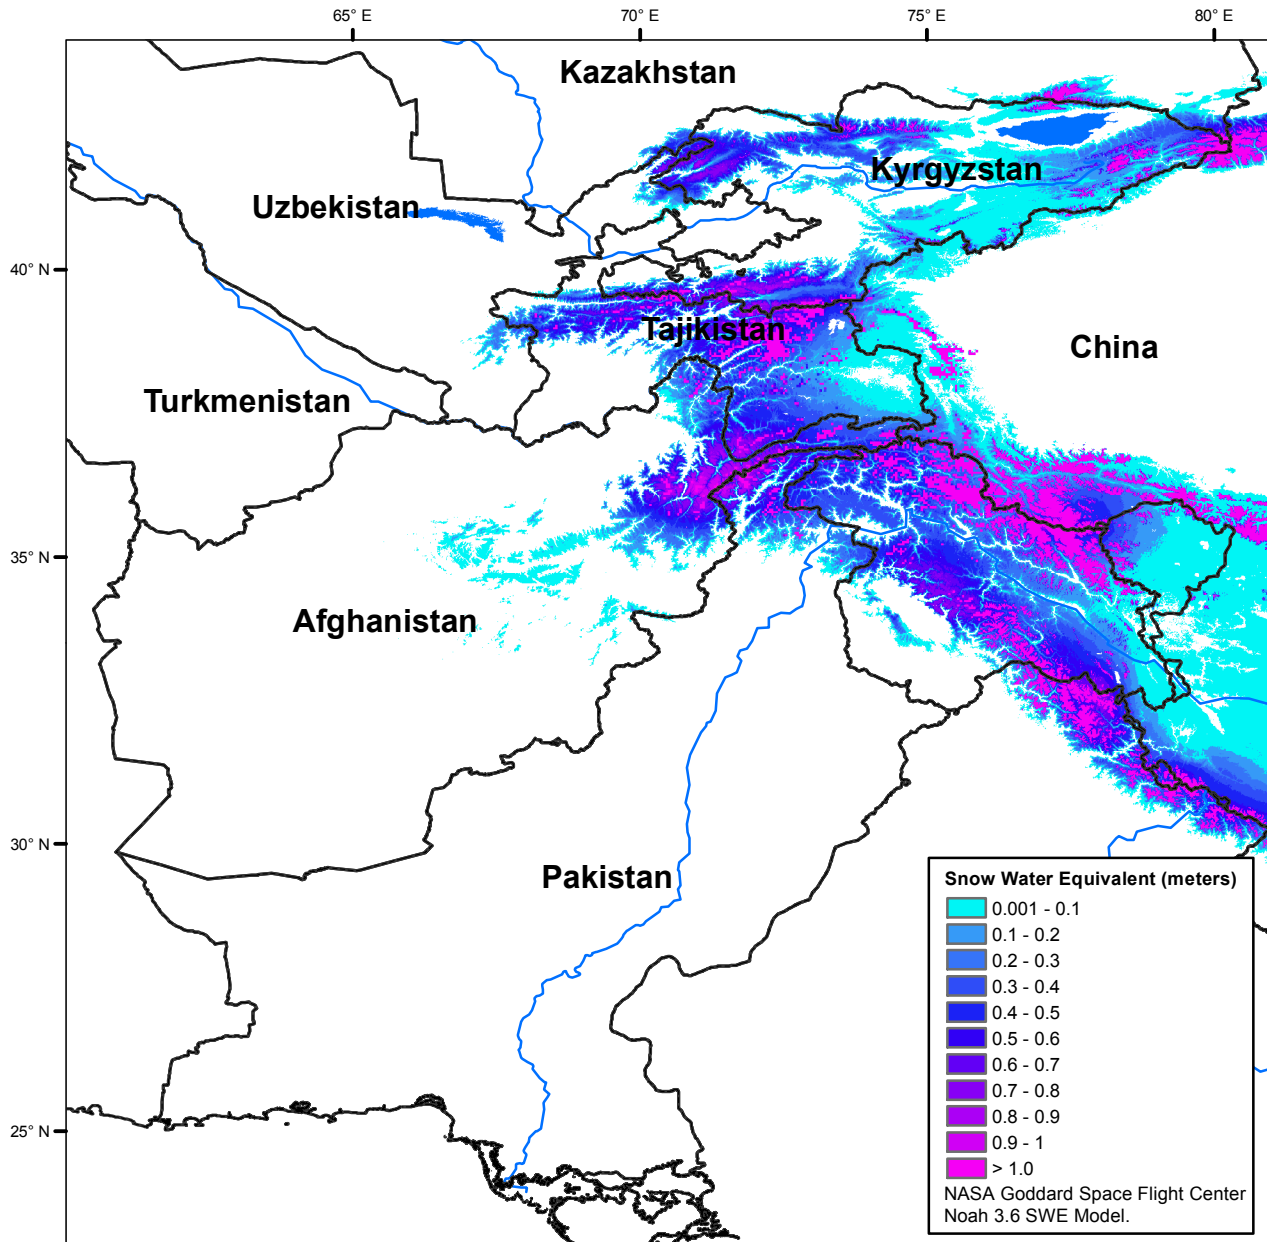 65° E
70° E
75° E
80° E
Kazakhstan
Kyrgyzstan
Uzbekistan
40° N
Tajikistan
China
Turkmenistan
35° N
Afghanistan
30° N
Pakistan
25° N
Snow Water Equivalent (meters)
0.001 - 0.1
0.1 - 0.2
0.2 - 0.3
0.3 - 0.4
0.4 - 0.5
0.5 - 0.6
0.6 - 0.7
0.7 - 0.8
0.8 - 0.9
0.9 - 1
> 1.0
NASA Goddard Space Flight Center
Noah 3.6 SWE Model.